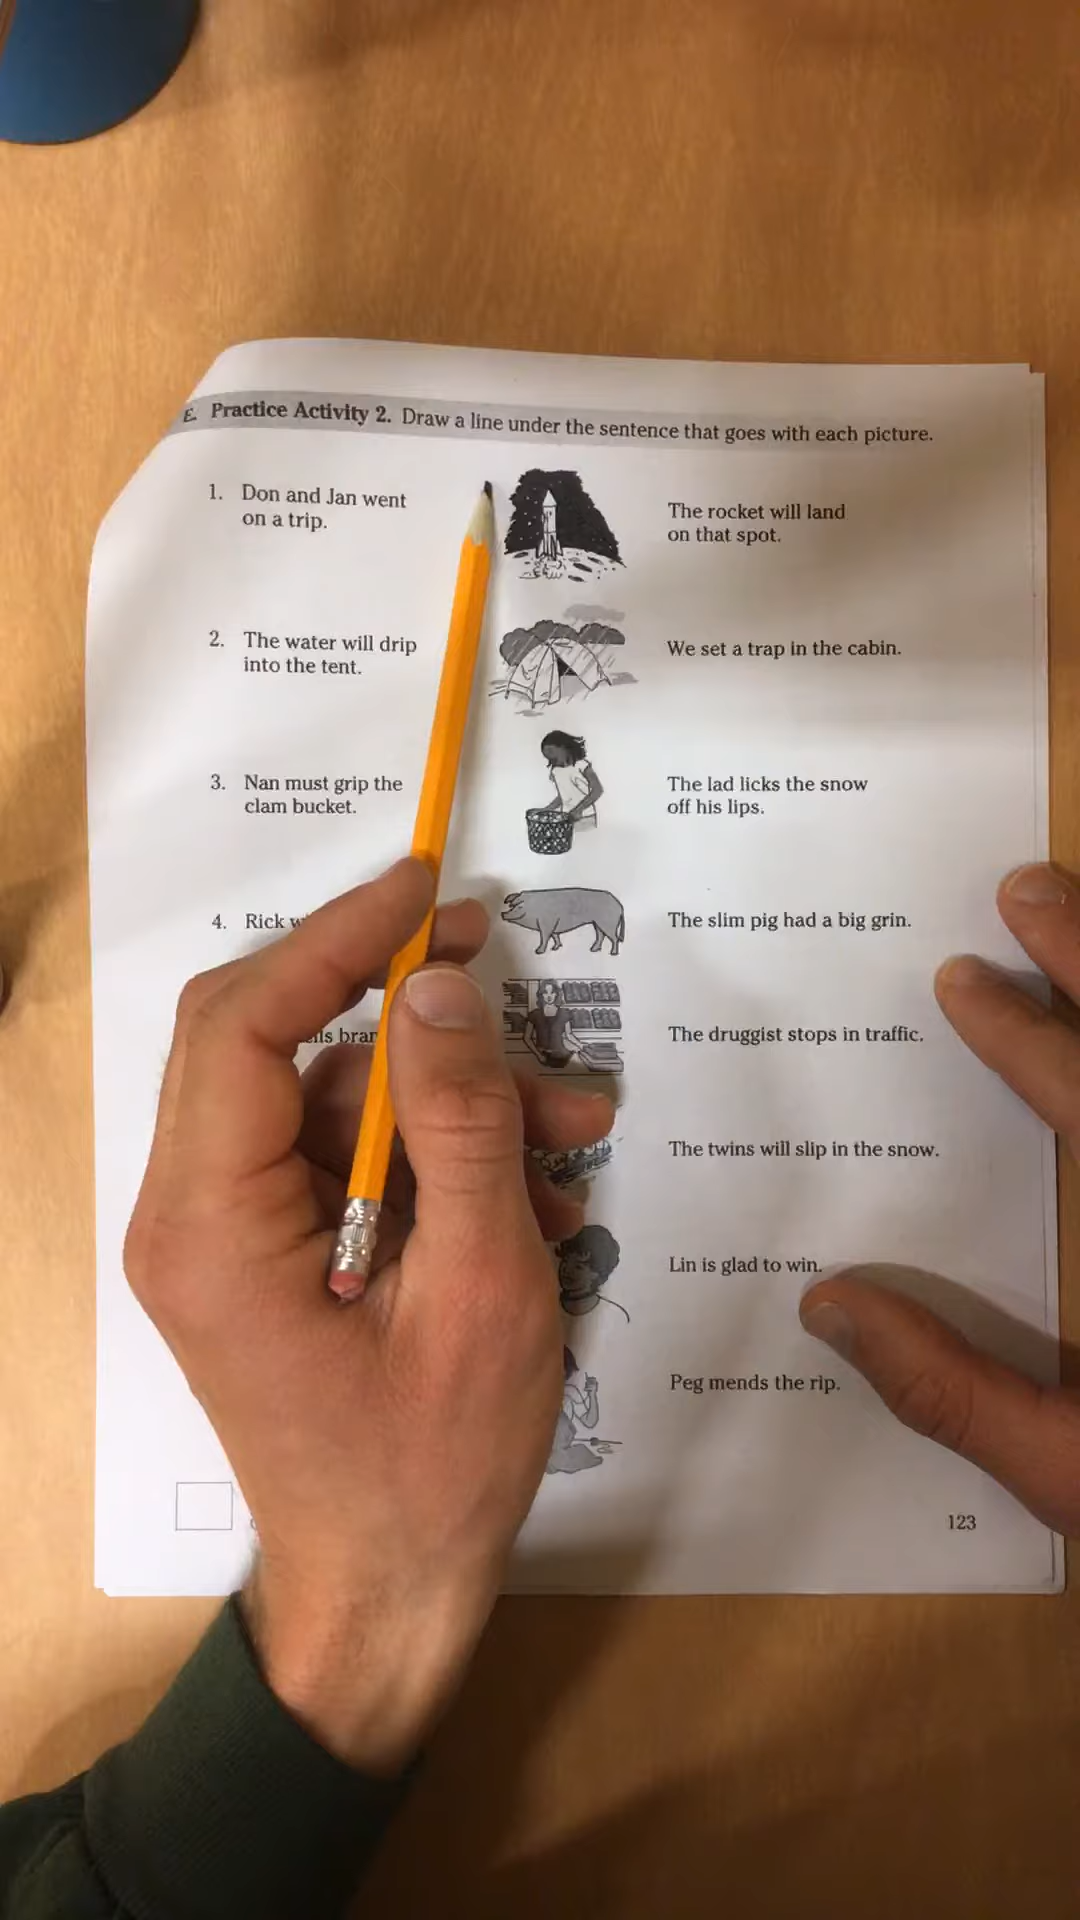 E. Practice Activity 2. Draw a line under the sentence that goes with each picture.
1. Don and Jan went
on a trip.
The rocket will land
on that spot.
2. The water will drip
into the tent.
We set a trap in the cabin.
3. Nan must grip the
clam bucket.
The lad licks the snow
off his lips.
4. Rick
The slim pig had a big grin.
The druggist stops in traffic.
The twins will slip in the snow.
Lin is glad to win.
Peg mends the rip.
123